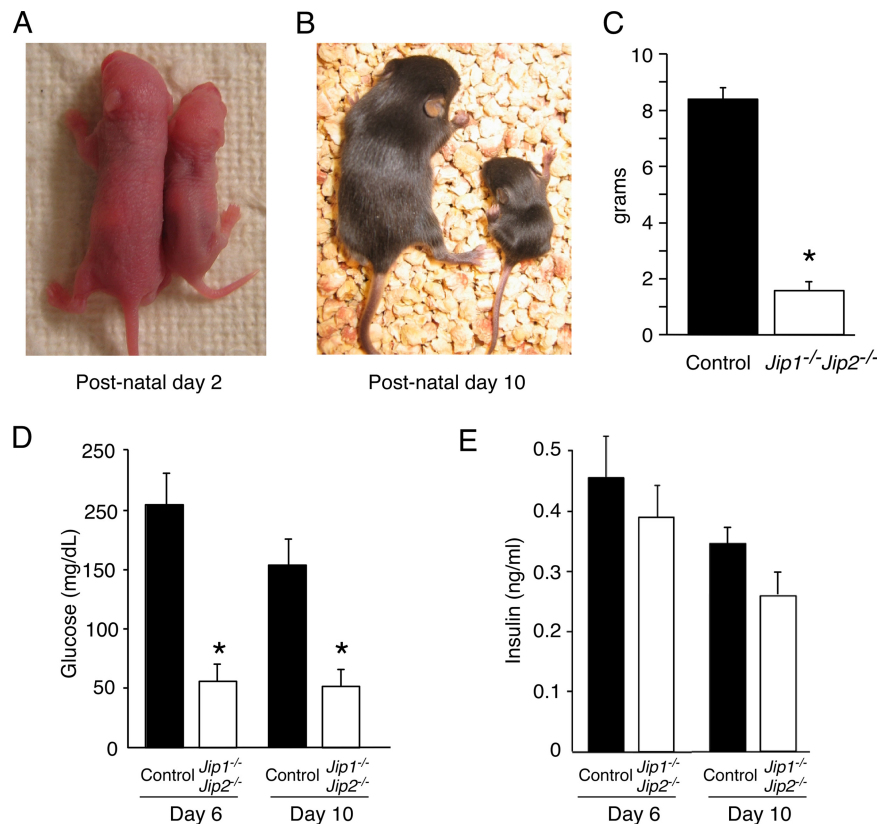 A
Post-natal day 2
B
Post-natal day 10
C
10
8
6
4
2
0
grams
*
Control
Jip1-/-Jip2-/-
D
250
250
150
100
50
0
Glucose (mg/dL)
*
*
Control
Jip1-/-
Jip2-/-
Control
Jip1-/-
Jip2-/-
Day 6
Day 10
E
0.5
0.4
0.3
0.2
0.1
0
Insulin (ng/ml)
Control
Jip1-/-
Jip2-/-
Control
Jip1-/-
Jip2-/-
Day 6
Day 10